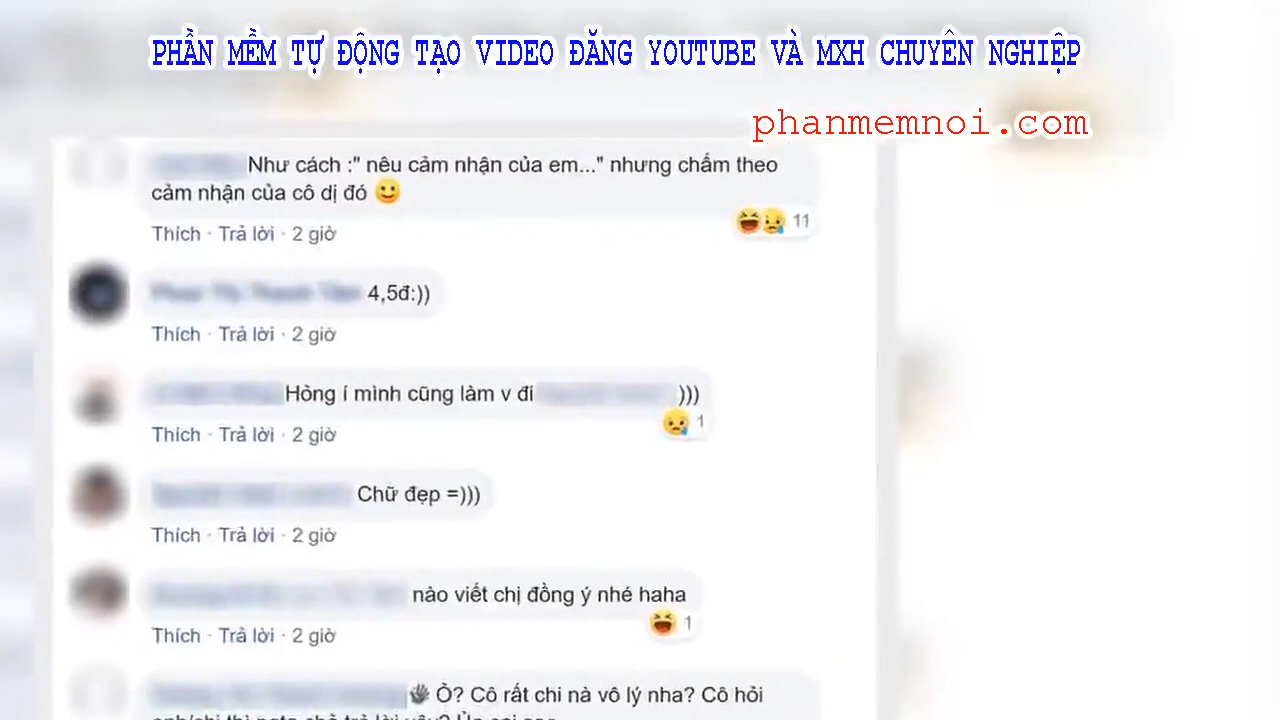 PHẦN MỀM TỰ ĐỘNG TẠO VIDEO ĐĂNG YOUTUBE VÀ MXH CHUYÊN NGHIỆP
phanmemnoi.com
Như cách :" nêu cảm nhận của em..." nhưng chấm theo
cảm nhận của cô dị đó
11
Thích · Trả lời · 2 giờ
4,5đ:))
Thích · Trả lời · 2 giờ
Hỏng í mình cũng làm v đi )))
1
Thích · Trả lời · 2 giờ
Chữ đẹp =)))
Thích · Trả lời · 2 giờ
nào viết chị đồng ý nhé haha
1
Thích · Trả lời · 2 giờ
Ỏ? Cô rất chi nà vô lý nha? Cô hỏi